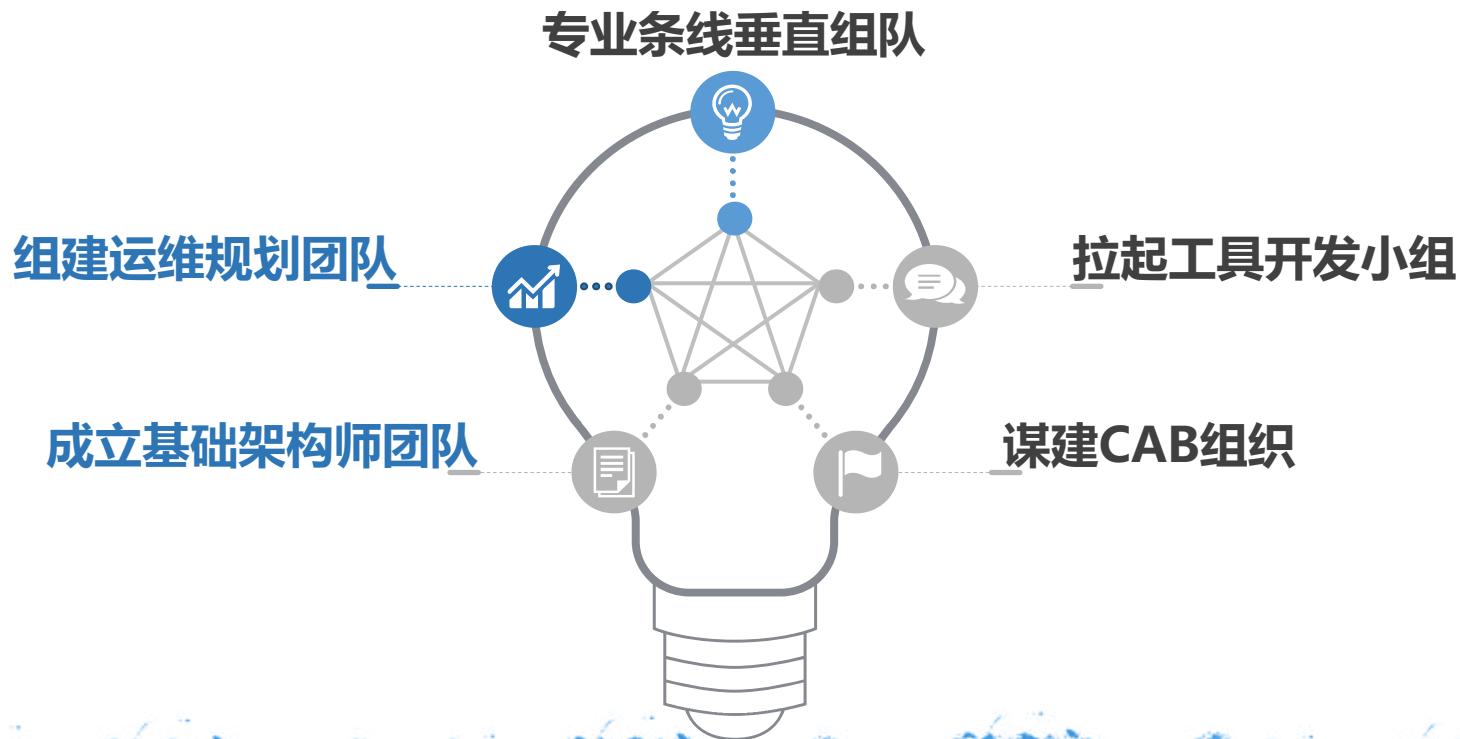 专业条线垂直组队
组建运维规划团队
拉起工具开发小组
成立基础架构师团队
谋建CAB组织